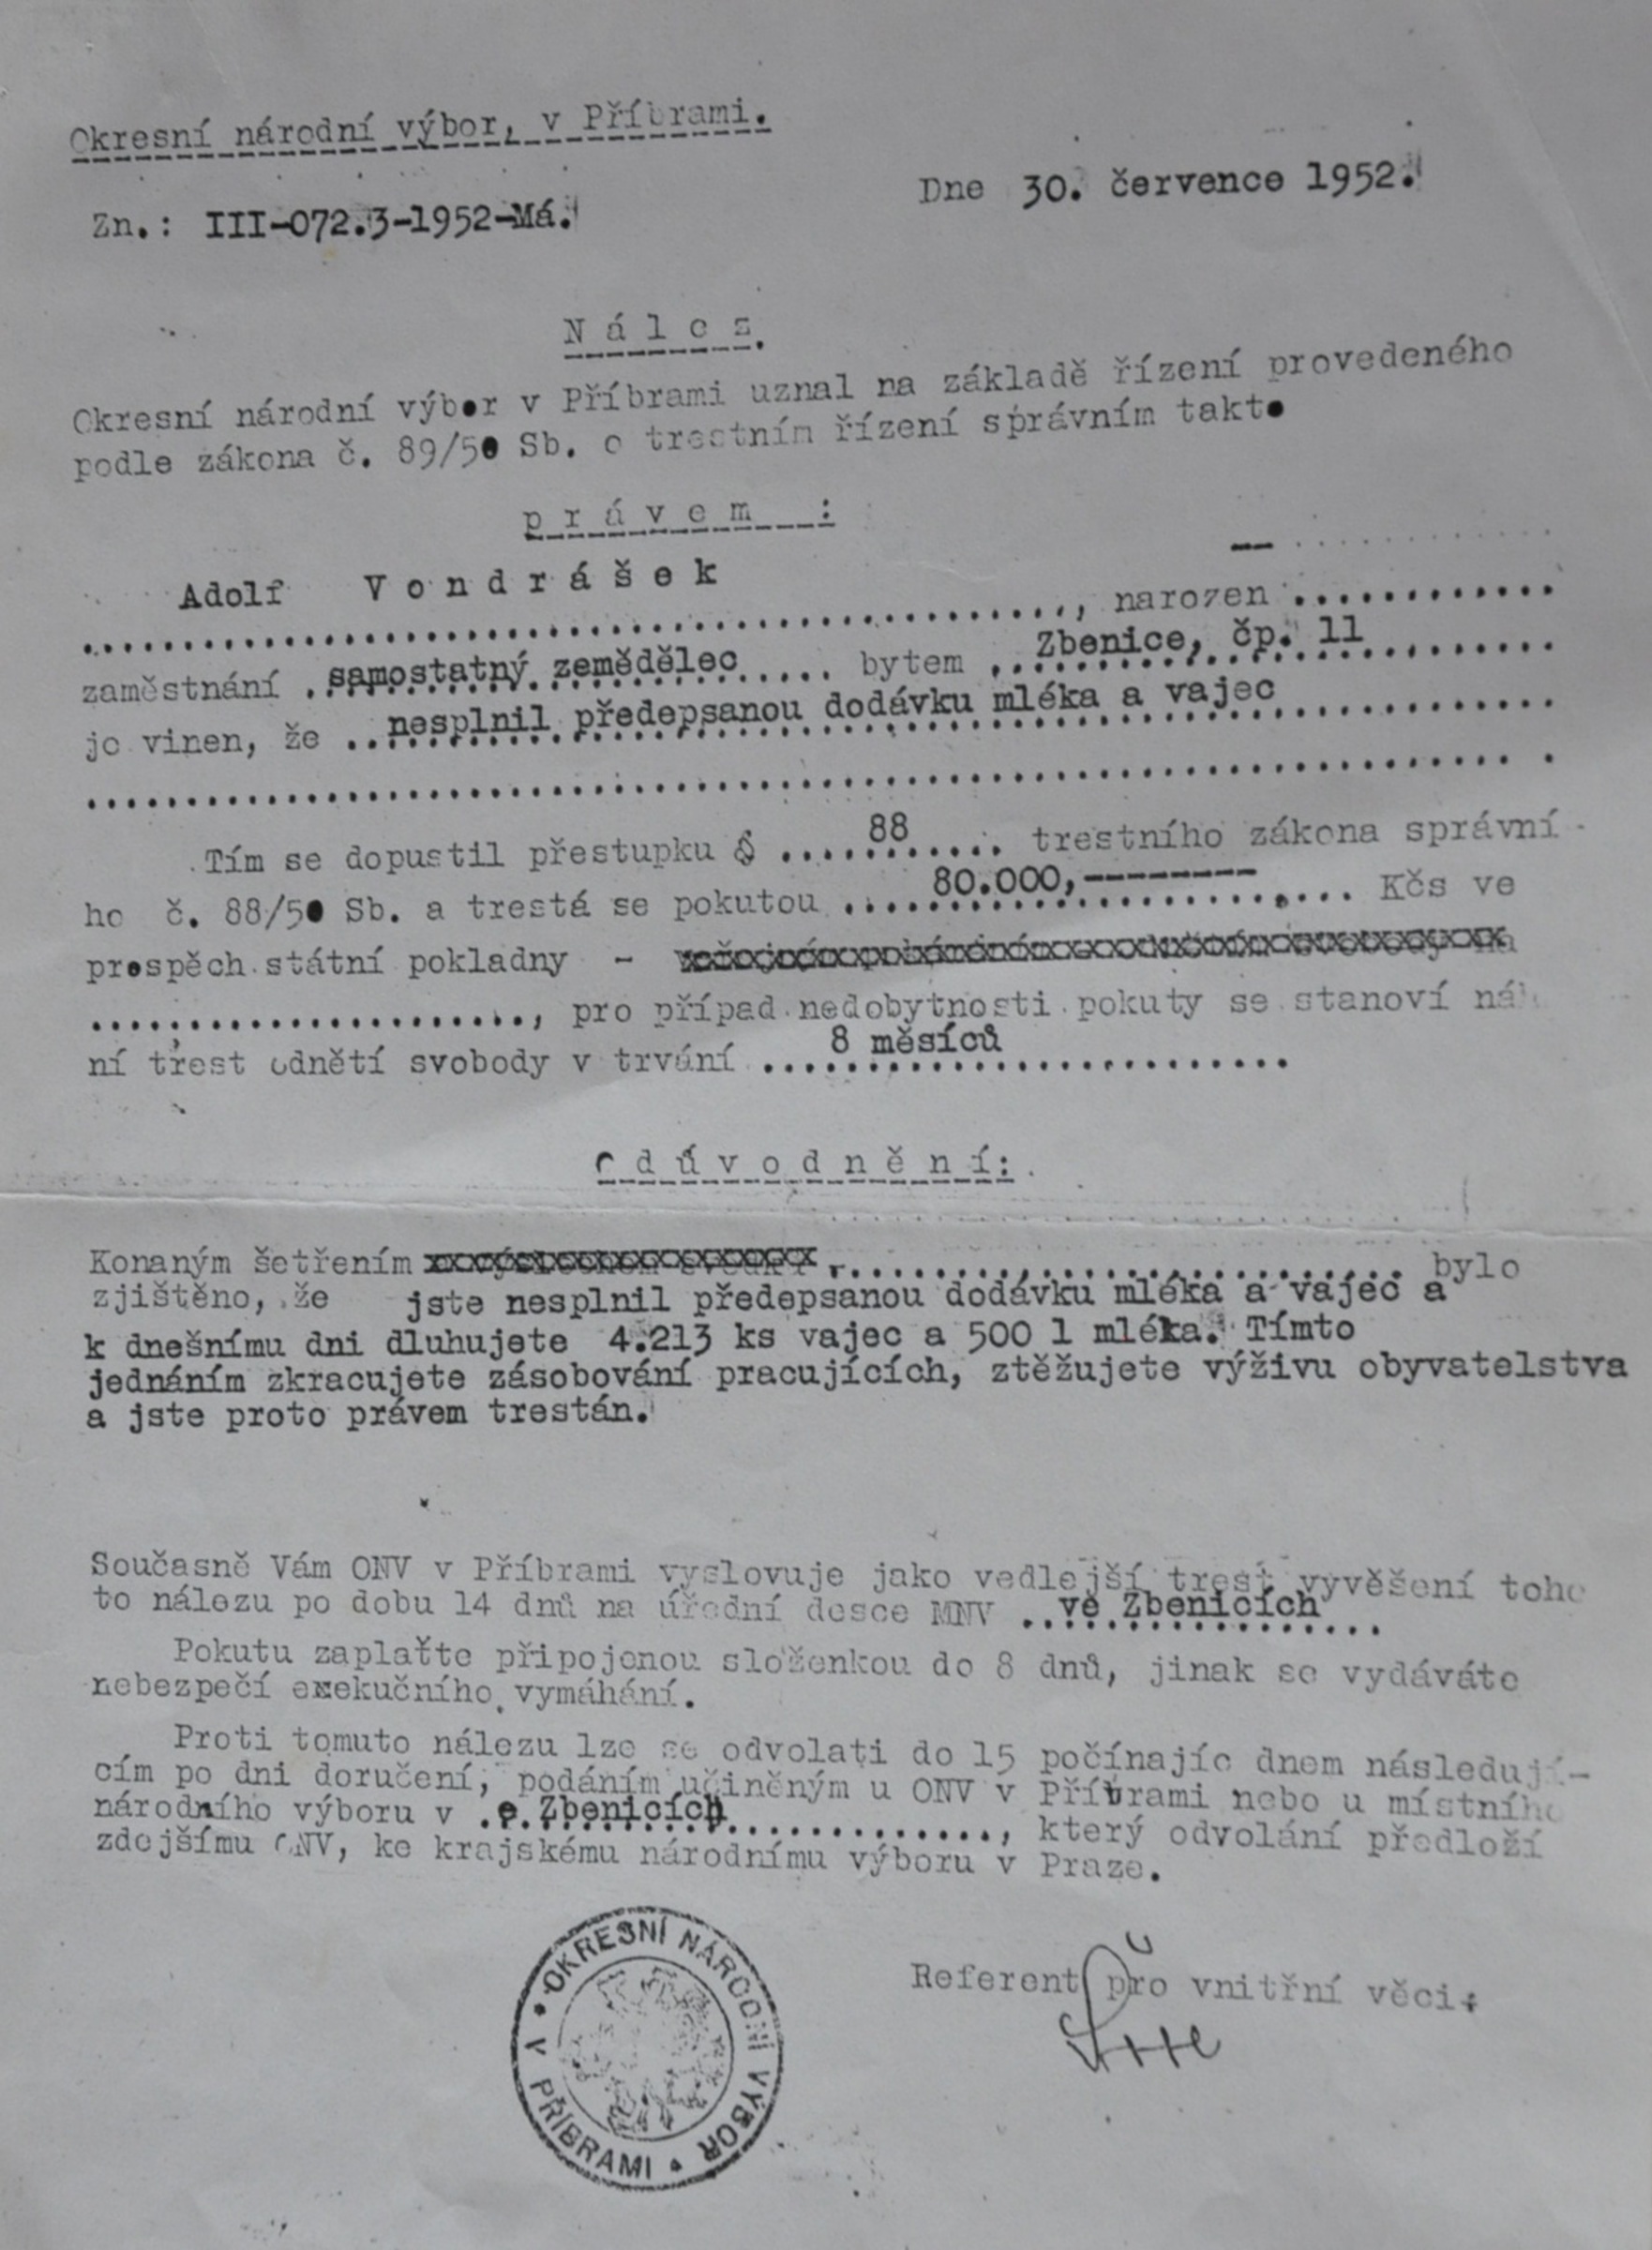 Okresní národní výbor, v Příbrami.
Dne 30. července 1952.
Zn.: III-072.3-1952-Má.
N á l e z.
Okresní národní výbor v Příbrami uznal na základě řízení provedeného
podle zákona č. 89/50 Sb. o trestním řízení správním takto
p r á v e m :
Adolf V o n d r á š e k --
......................................................, narozen .............
zaměstnání .samostatný zemědělec..... bytem .Zbenice, čp. 11.........
je vinen, že ..nesplnil předepsanou dodávku mléka a vajec..............
......................................................................
Tím se dopustil přestupku § ....88..... trestního zákona správní-
ho č. 88/50 Sb. a trestá se pokutou ....80.000,--------..... Kčs ve
prospěch státní pokladny -
......................, pro případ nedobytnosti pokuty se stanoví
ní trest odnětí svobody v trvání ...8 měsíců..............
o d ů v o d n ě n í:
Konaným šetřením .............................. bylo
zjištěno, že jste nesplnil předepsanou dodávku mléka a vajec a
k dnešnímu dni dluhujete 4.213 ks vajec a 500 l mléka. Tímto
jednáním zkracujete zásobování pracujících, ztěžujete výživu obyvatelstva
a jste proto právem trestán.
Současně Vám ONV v Příbrami vyslovuje jako vedlejší trest vyvěšení toho
to nálezu po dobu 14 dnů na úřední desce MNV ..ve Zbenicích...
Pokutu zaplaťte připojenou složenkou do 8 dnů, jinak se vydáváte
nebezpečí exekučního vymáhání.
Proti tomuto nálezu lze se odvolati do 15 počínajíc dnem následují-
cím po dni doručení, podáním učiněným u ONV v Příbrami nebo u místního
národního výboru v .e Zbenicích............., který odvolání předloží
zdejšímu ONV, ke krajskému národnímu výboru v Praze.
Referent pro vnitřní věci:
OKRESNÍ NÁRODNÍ VÝBOR • V PŘÍBRAMI •